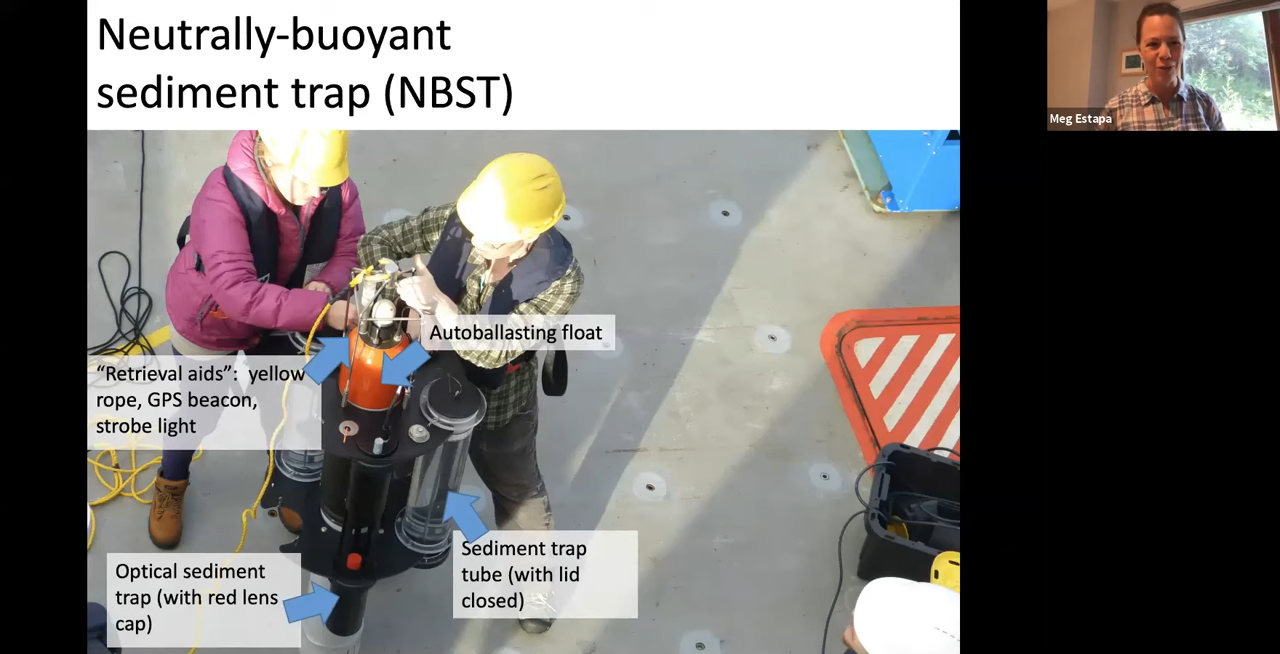 Neutrally-buoyant
sediment trap (NBST)
Meg Estapa
Autoballasting float
“Retrieval aids”:  yellow
rope, GPS beacon,
strobe light
Sediment trap
tube (with lid
closed)
Optical sediment
trap (with red lens
cap)